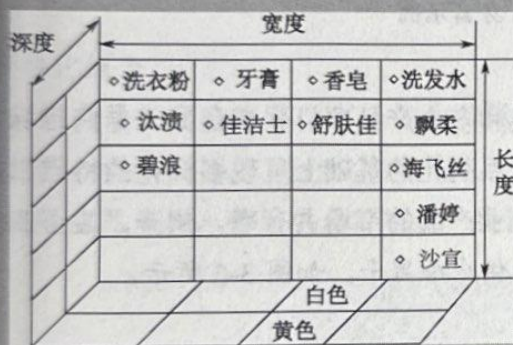 宽度
深度
◇洗衣粉 ◇牙膏 ◇香皂 ◇洗发水
◇汰渍 ◇佳洁士 ◇舒肤佳 ◇飘柔
◇碧浪 ◇海飞丝
◇潘婷
◇沙宣
长度
白色
黄色